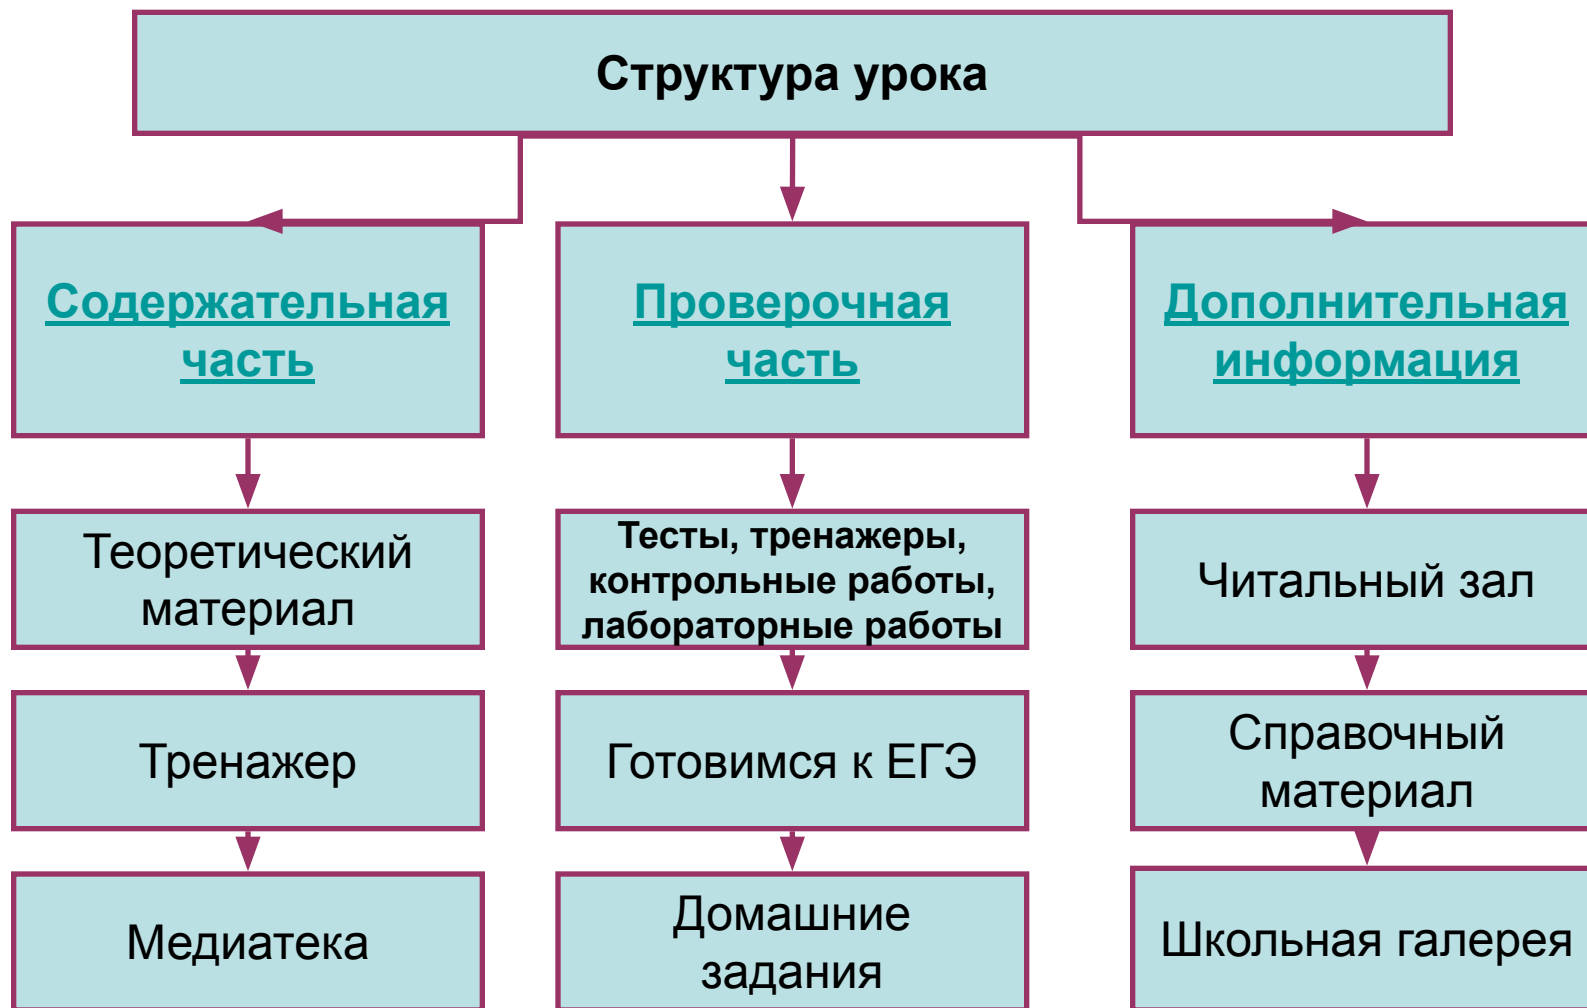 Структура урока
Содержательная
часть
Проверочная
часть
Дополнительная
информация
Теоретический
материал
Тесты, тренажеры,
контрольные работы,
лабораторные работы
Читальный зал
Тренажер
Готовимся к ЕГЭ
Справочный
материал
Медиатека
Домашние
задания
Школьная галерея